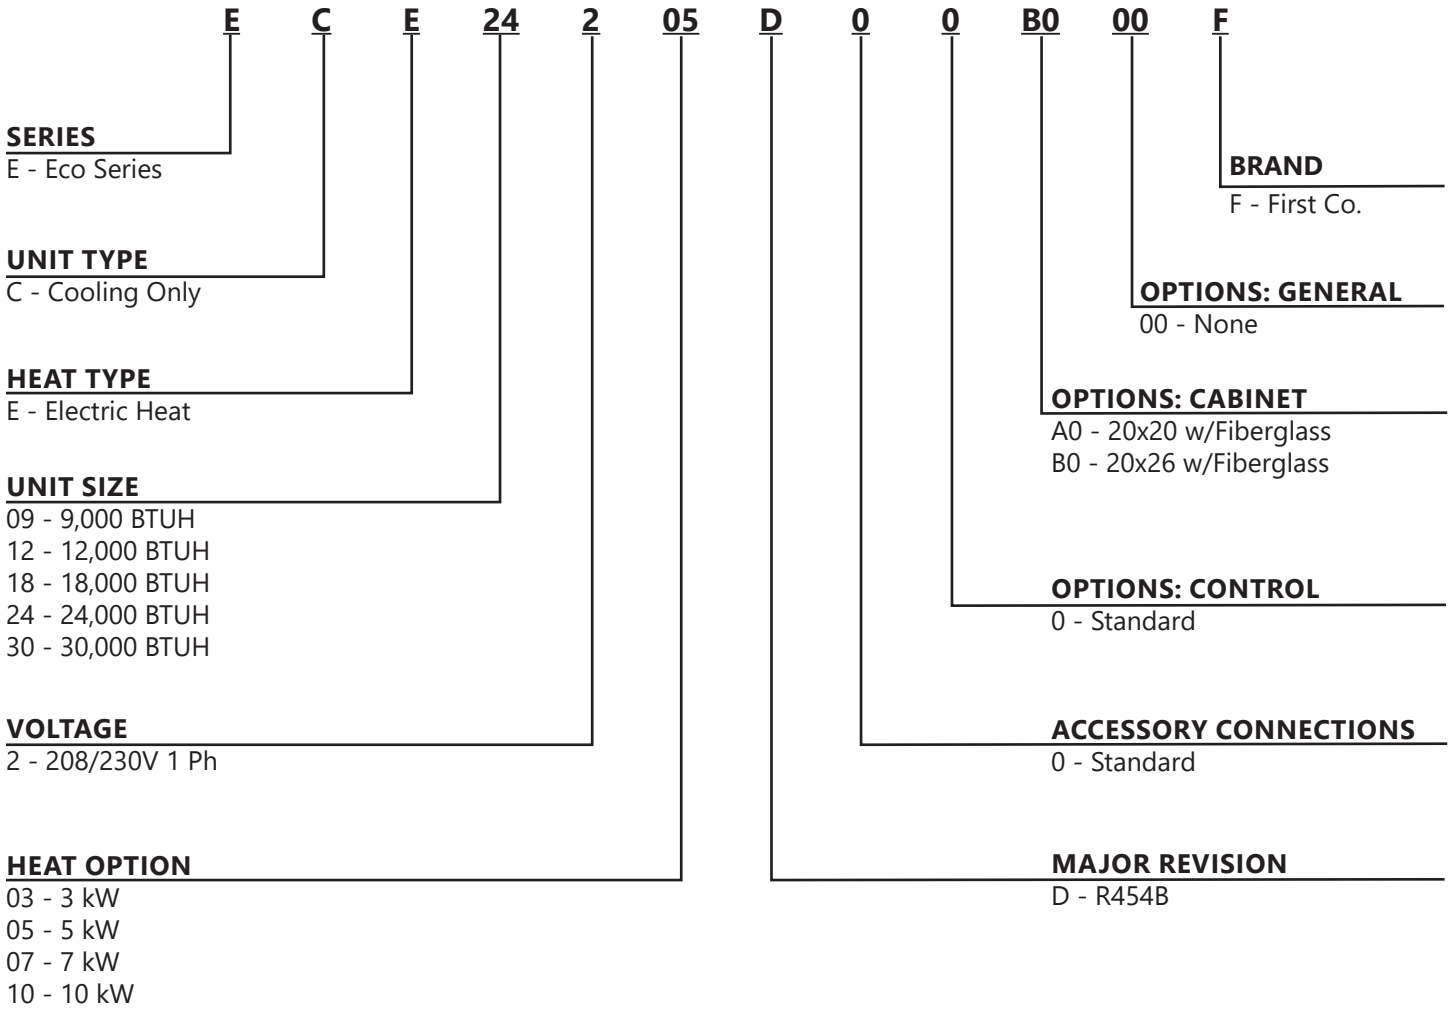 E C E 24 2 05 D 0 0 B0 00 F
SERIES
E - Eco Series
UNIT TYPE
C - Cooling Only
HEAT TYPE
E - Electric Heat
UNIT SIZE
09 - 9,000 BTUH
12 - 12,000 BTUH
18 - 18,000 BTUH
24 - 24,000 BTUH
30 - 30,000 BTUH
VOLTAGE
2 - 208/230V 1 Ph
HEAT OPTION
03 - 3 kW
05 - 5 kW
07 - 7 kW
10 - 10 kW
BRAND
F - First Co.
OPTIONS: GENERAL
00 - None
OPTIONS: CABINET
A0 - 20x20 w/Fiberglass
B0 - 20x26 w/Fiberglass
OPTIONS: CONTROL
0 - Standard
ACCESSORY CONNECTIONS
0 - Standard
MAJOR REVISION
D - R454B